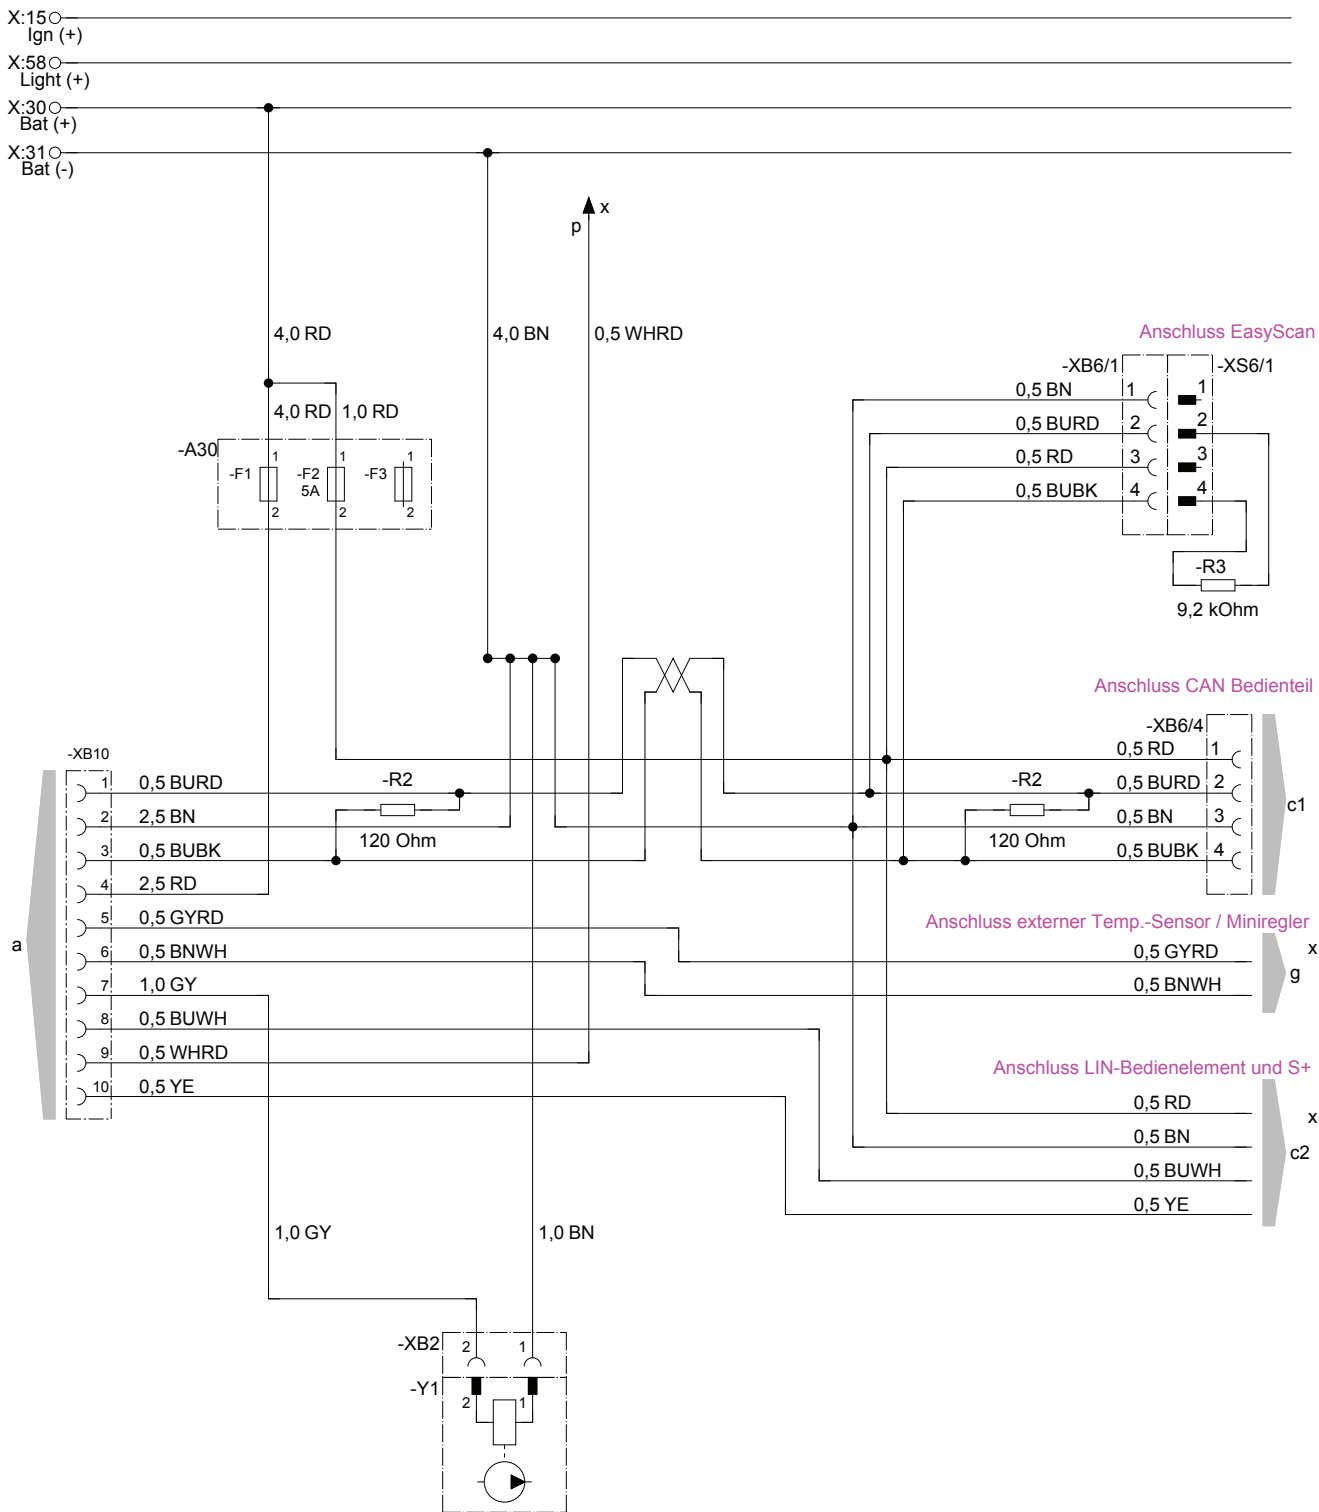 X:15
Ign (+)
X:58
Light (+)
X:30
Bat (+)
X:31
Bat (-)
x
p
4,0 RD
4,0 BN
0,5 WHRD
Anschluss EasyScan
-XB6/1
-XS6/1
0,5 BN
1
1
0,5 BURD
2
2
0,5 RD
3
3
0,5 BUBK
4
4
-R3
9,2 kOhm
4,0 RD
1,0 RD
-A30
1
1
1
-F1
-F2
5A
-F3
2
2
2
Anschluss CAN Bedienteil
-XB6/4
0,5 RD
1
0,5 BURD
2
0,5 BN
3
0,5 BUBK
4
c1
-XB10
1
0,5 BURD
-R2
-R2
2
2,5 BN
120 Ohm
120 Ohm
3
0,5 BUBK
4
2,5 RD
5
0,5 GYRD
6
0,5 BNWH
7
1,0 GY
8
0,5 BUWH
9
0,5 WHRD
10
0,5 YE
a
Anschluss externer Temp.-Sensor / Miniregler
0,5 GYRD
x
0,5 BNWH
g
Anschluss LIN-Bedienelement und S+
0,5 RD
x
0,5 BN
c2
0,5 BUWH
0,5 YE
1,0 GY
1,0 BN
-XB2
2
1
-Y1
2
1